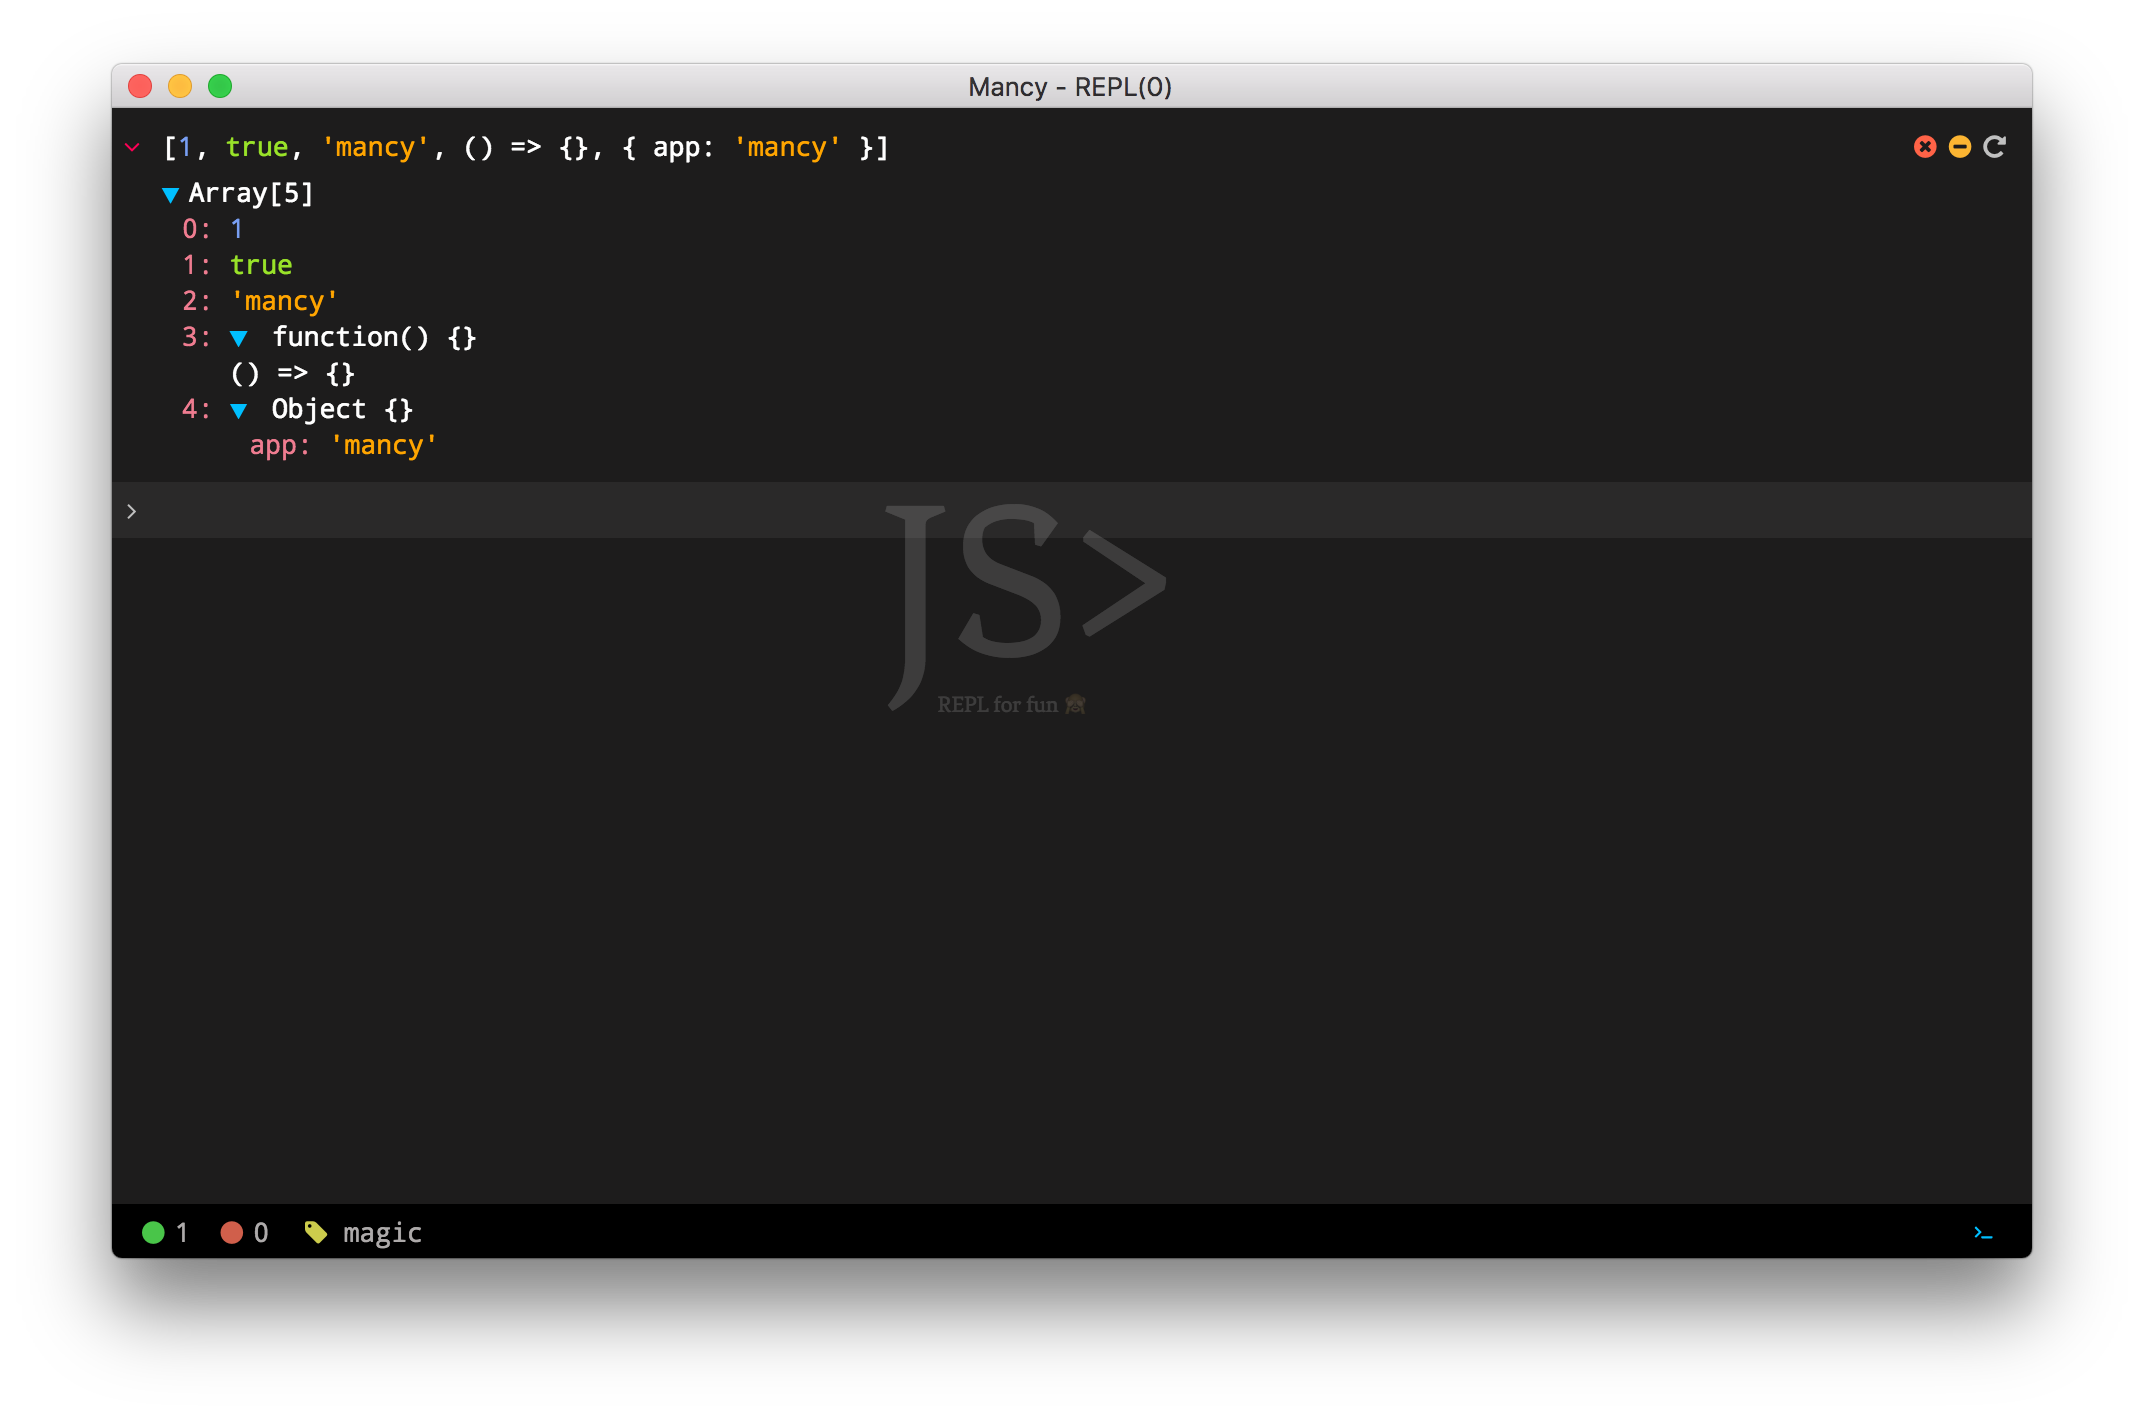 Mancy - REPL(0)
[1, true, 'mancy', () => {}, { app: 'mancy' }]
Array[5]
0: 1
1: true
2: 'mancy'
3: function() {}
() => {}
4: Object {}
app: 'mancy'
>
JS>
REPL for fun 🙈
1 0 magic
>_